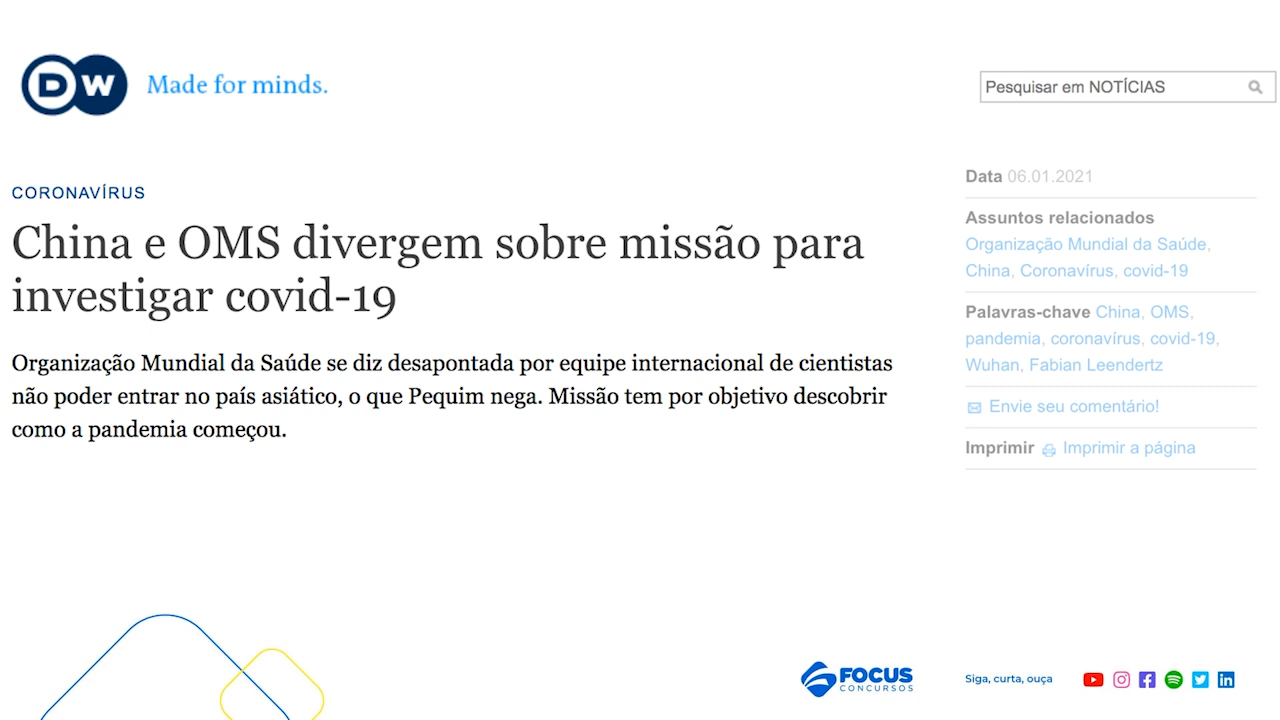 DW Made for minds.
Pesquisar em NOTÍCIAS
CORONAVÍRUS
China e OMS divergem sobre missão para
investigar covid-19
Organização Mundial da Saúde se diz desapontada por equipe internacional de cientistas
não poder entrar no país asiático, o que Pequim nega. Missão tem por objetivo descobrir
como a pandemia começou.
Data 06.01.2021
Assuntos relacionados
Organização Mundial da Saúde,
China, Coronavírus, covid-19
Palavras-chave China, OMS,
pandemia, coronavírus, covid-19,
Wuhan, Fabian Leendertz
Envie seu comentário!
Imprimir Imprimir a página
FOCUS
CONCURSOS
Siga, curta, ouça